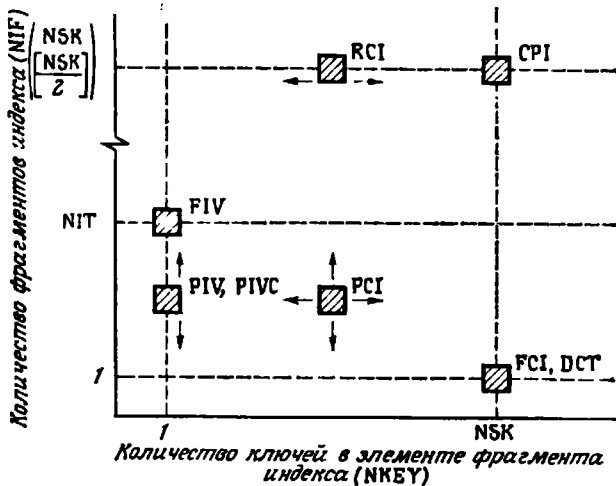 Количество фрагментов индекса (NIF)
(NSK
[NSK]
2)
RCI
CPI
NIT
FIV
PIV, PIVC
PCI
1
FCI, DCT
1
NSK
Количество ключей в элементе фрагмента
индекса (NKEY)